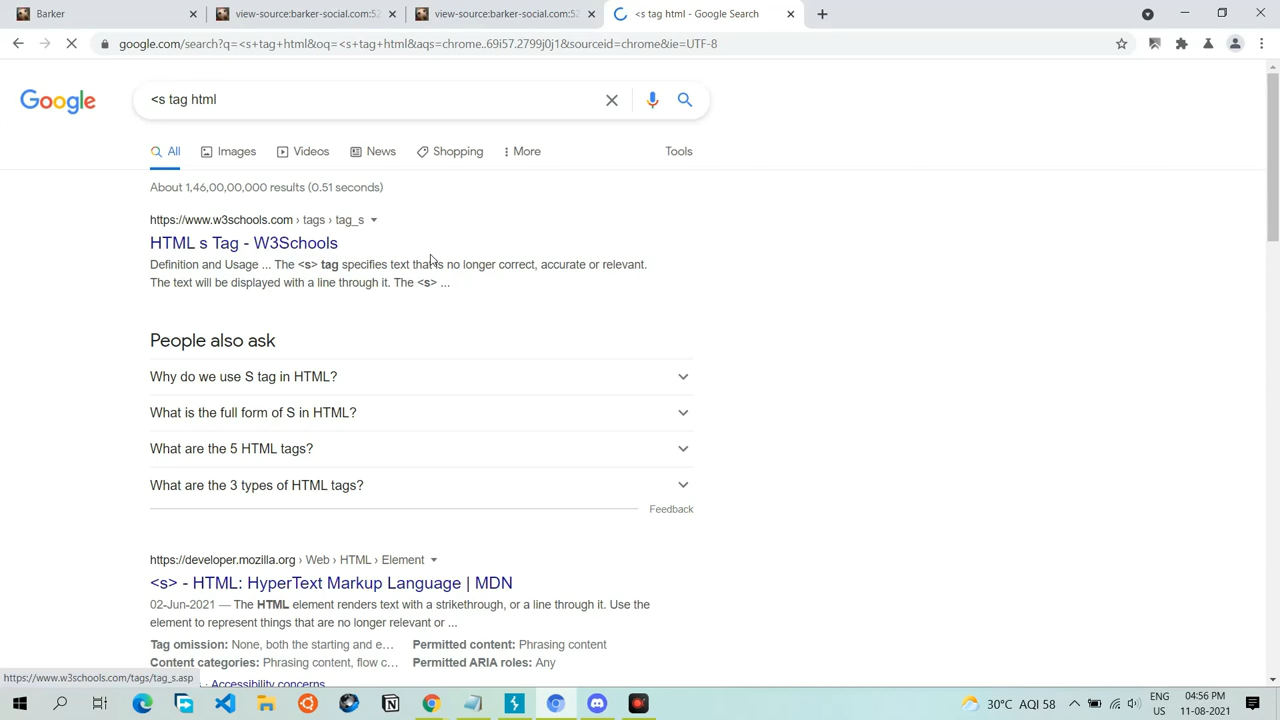 Barker
view-source:barker-social.com:52
view-source:barker-social.com:52
<s tag html - Google Search
google.com/search?q=<s+tag+html&oq=<s+tag+html&aqs=chrome..69i57.2799j0j1&sourceid=chrome&ie=UTF-8
Google
<s tag html
All
Images
Videos
News
Shopping
More
Tools
About 1,46,00,00,000 results (0.51 seconds)
https://www.w3schools.com › tags › tag_s
HTML s Tag - W3Schools
Definition and Usage ... The <s> tag specifies text that is no longer correct, accurate or relevant.
The text will be displayed with a line through it. The <s> ...
People also ask
Why do we use S tag in HTML?
What is the full form of S in HTML?
What are the 5 HTML tags?
What are the 3 types of HTML tags?
Feedback
https://developer.mozilla.org › Web › HTML › Element
<s> - HTML: HyperText Markup Language | MDN
02-Jun-2021 — The HTML element renders text with a strikethrough, or a line through it. Use the
element to represent things that are no longer relevant or ...
Tag omission: None, both the starting and e... Permitted content: Phrasing content
Content categories: Phrasing content, flow c... Permitted ARIA roles: Any
https://www.w3schools.com/tags/tag_s.asp
· Accessibility concerns
30°C AQI 58
ENG
US
04:56 PM
11-08-2021